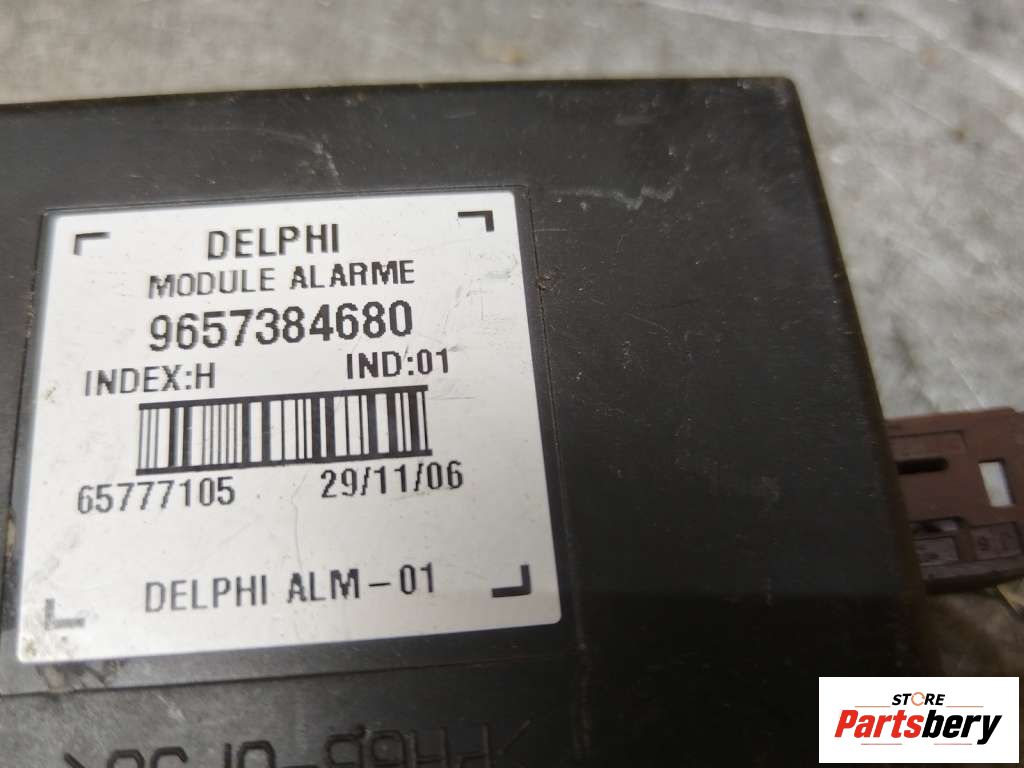 DELPHI
MODULE ALARME
9657384680
INDEX:H IND:01
65777105 29/11/06
DELPHI ALM-01
STORE
Partsbery